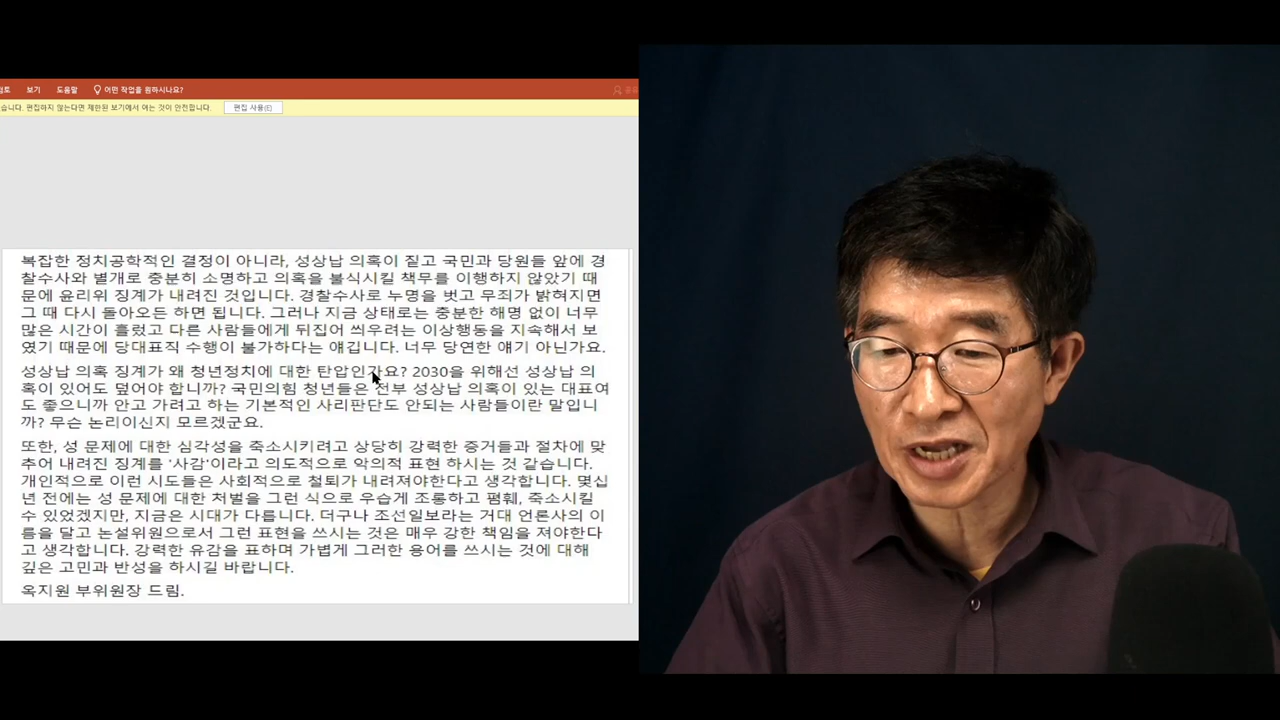 검토 보기 도움말 어떤 작업을 원하시나요?
습니다. 편집하지 않는다면 제한된 보기에서 여는 것이 안전합니다. 편집 사용(E)
복잡한 정치공학적인 결정이 아니라, 성상납 의혹이 짙고 국민과 당원들 앞에 경
찰수사와 별개로 충분히 소명하고 의혹을 불식시킬 책무를 이행하지 않았기 때
문에 윤리위 징계가 내려진 것입니다. 경찰수사로 누명을 벗고 무죄가 밝혀지면
그 때 다시 돌아오든 하면 됩니다. 그러나 지금 상태로는 충분한 해명 없이 너무
많은 시간이 흘렀고 다른 사람들에게 뒤집어 씌우려는 이상행동을 지속해서 보
였기 때문에 당대표직 수행이 불가하다는 얘깁니다. 너무 당연한 얘기 아닌가요.
성상납 의혹 징계가 왜 청년정치에 대한 탄압인가요? 2030을 위해선 성상납 의
혹이 있어도 덮어야 합니까? 국민의힘 청년들은 전부 성상납 의혹이 있는 대표여
도 좋으니까 안고 가려고 하는 기본적인 사리판단도 안되는 사람들이란 말입니
까? 무슨 논리이신지 모르겠군요.
또한, 성 문제에 대한 심각성을 축소시키려고 상당히 강력한 증거들과 절차에 맞
추어 내려진 징계를 '사감'이라고 의도적으로 악의적 표현 하시는 것 같습니다.
개인적으로 이런 시도들은 사회적으로 철퇴가 내려져야한다고 생각합니다. 몇십
년 전에는 성 문제에 대한 처벌을 그런 식으로 우습게 조롱하고 폄훼, 축소시킬
수 있었겠지만, 지금은 시대가 다릅니다. 더구나 조선일보라는 거대 언론사의 이
름을 달고 논설위원으로서 그런 표현을 쓰시는 것은 매우 강한 책임을 져야한다
고 생각합니다. 강력한 유감을 표하며 가볍게 그러한 용어를 쓰시는 것에 대해
깊은 고민과 반성을 하시길 바랍니다.
옥지원 부위원장 드림.